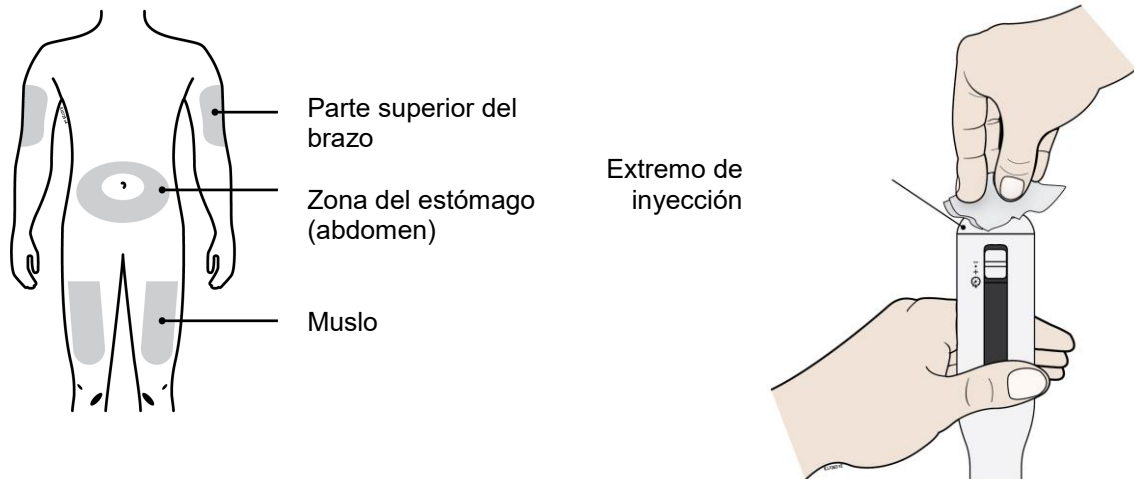 Parte superior del
brazo
Zona del estómago
(abdomen)
Muslo
Extremo de
inyección